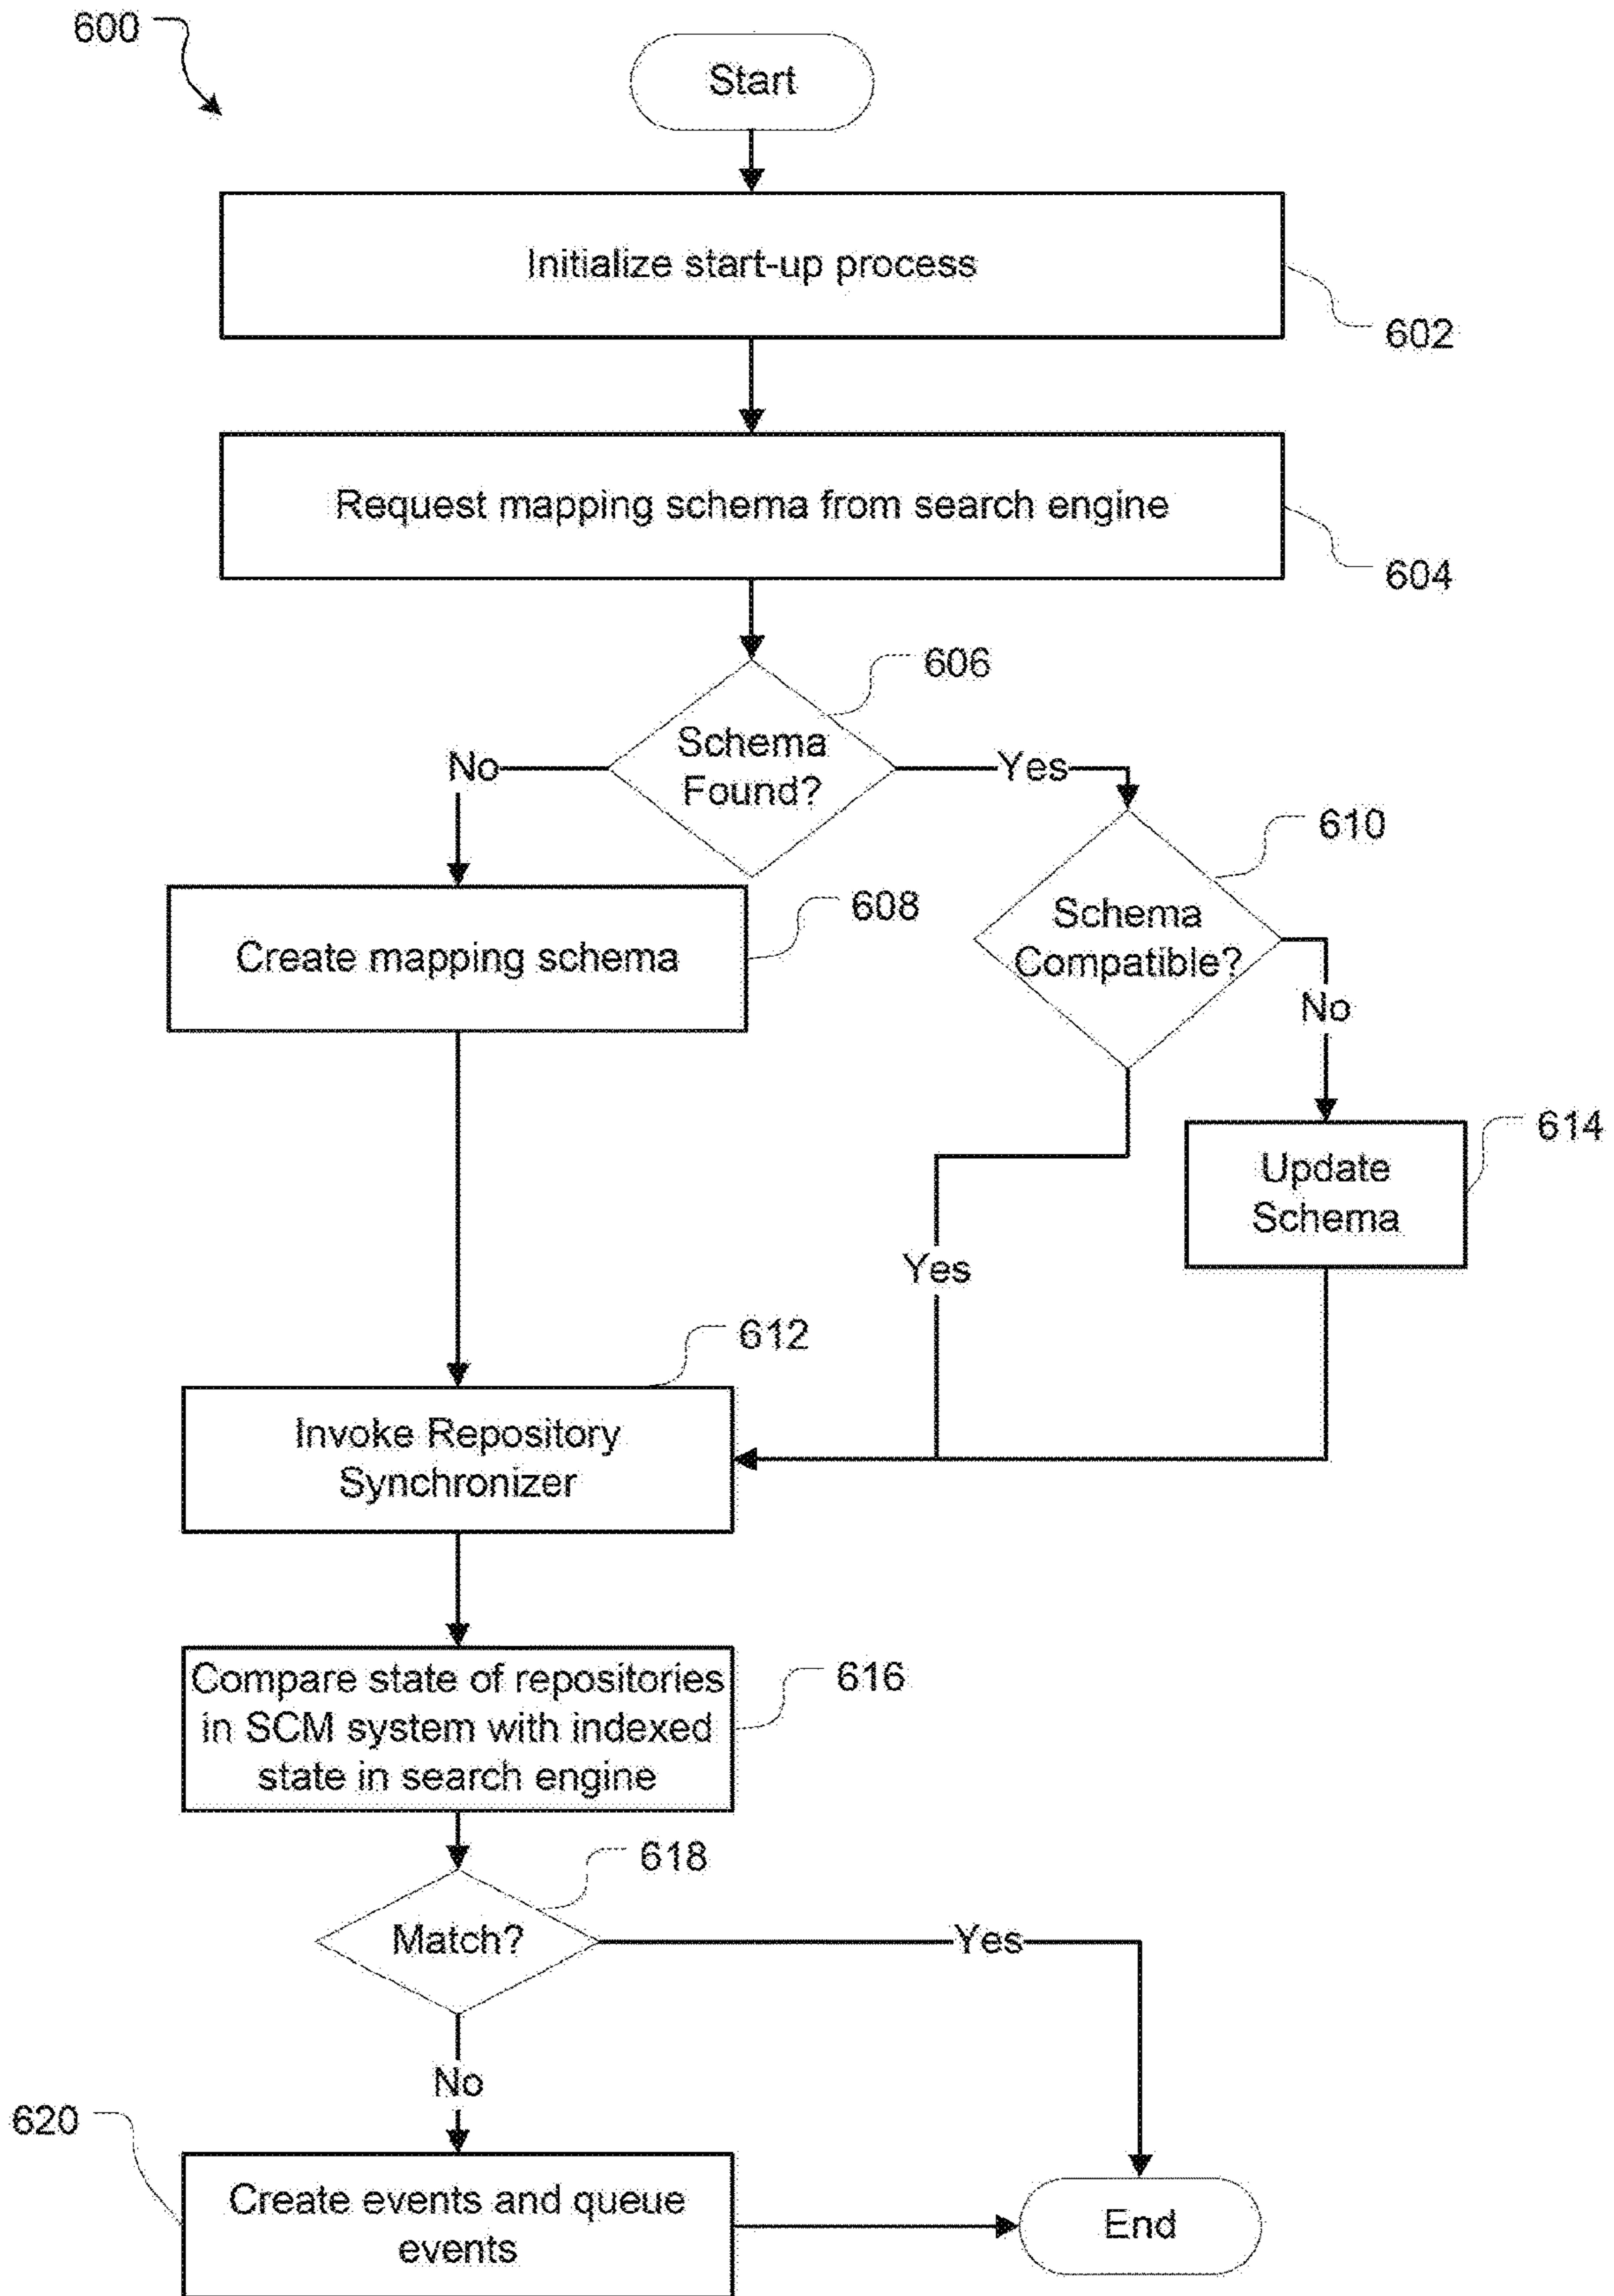 600
Start
Initialize start-up process
602
Request mapping schema from search engine
604
606
Schema
Found?
No
Yes
610
608
Create mapping schema
Schema
Compatible?
No
614
Update
Schema
Yes
612
Invoke Repository
Synchronizer
616
Compare state of repositories
in SCM system with indexed
state in search engine
618
Match?
Yes
No
620
Create events and queue
events
End